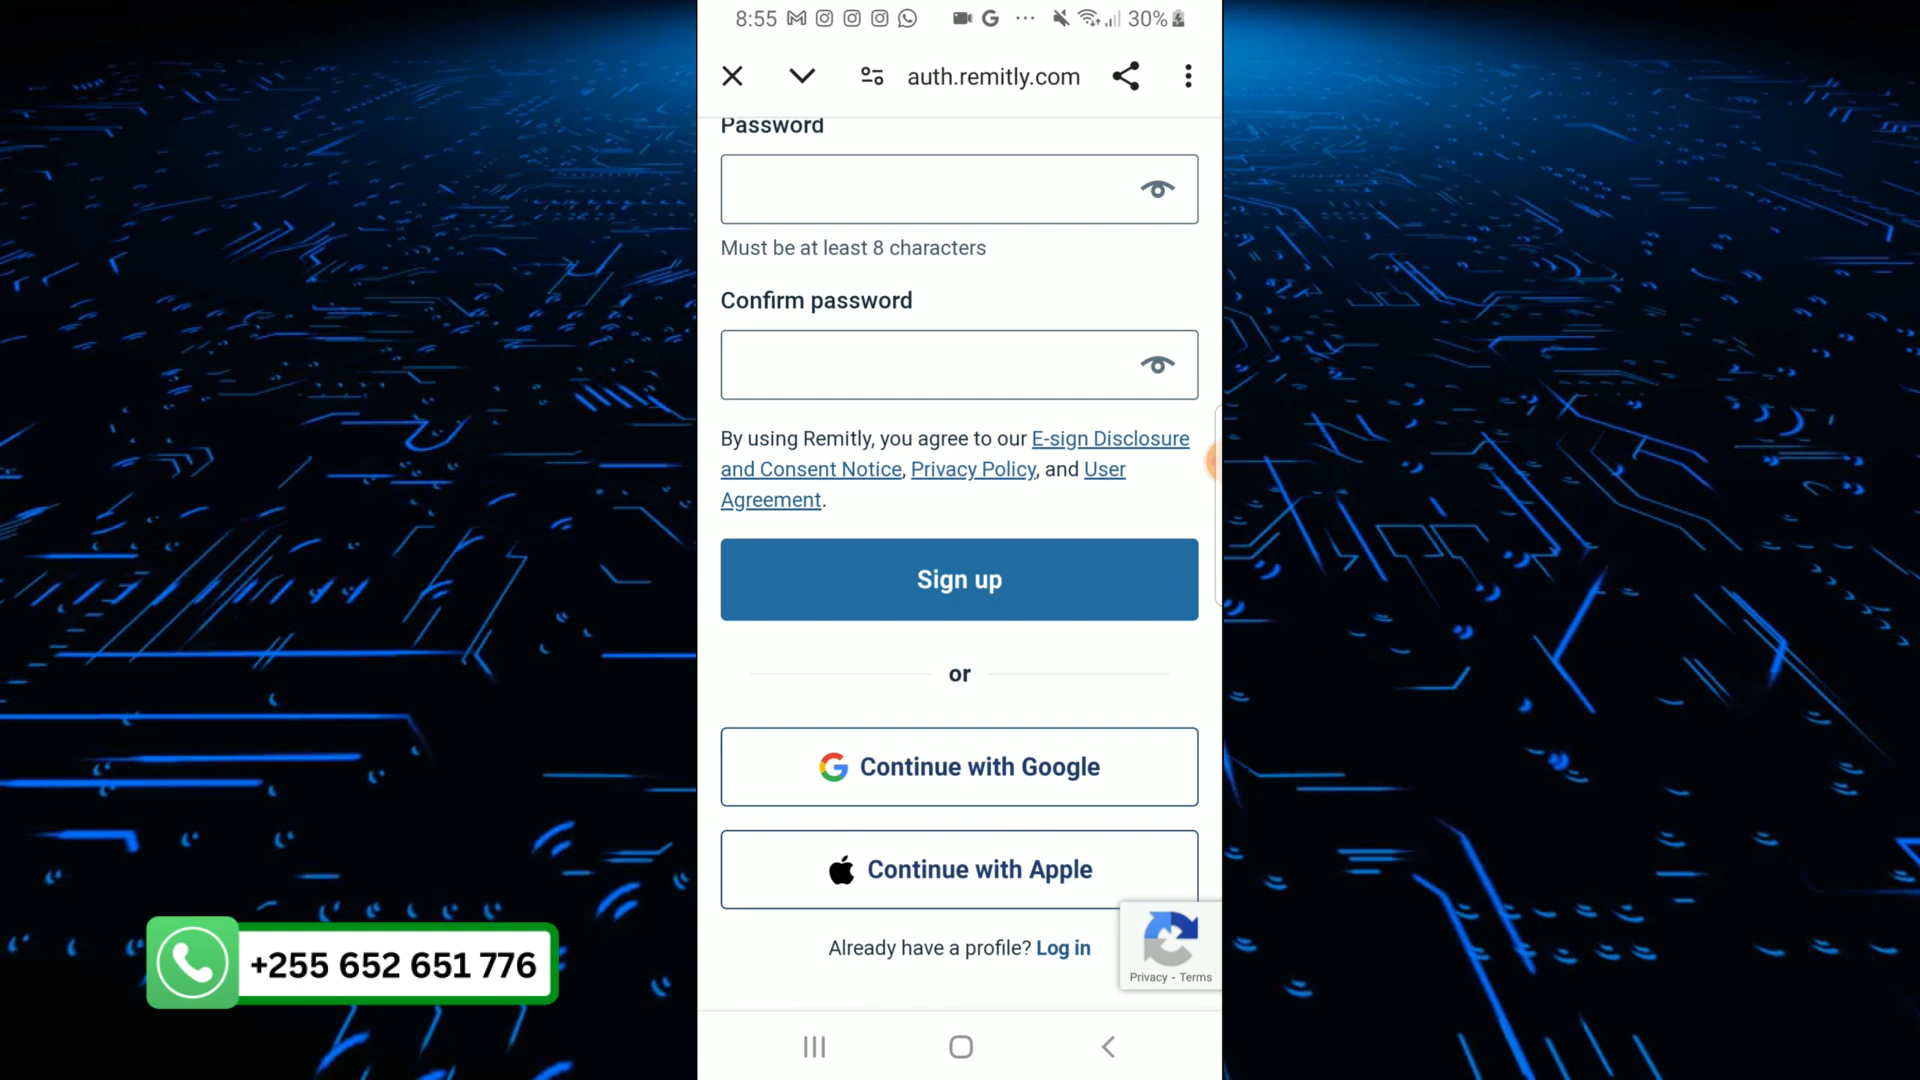 8:55
30%
auth.remitly.com
Password
Must be at least 8 characters
Confirm password
By using Remitly, you agree to our E-sign Disclosure
and Consent Notice, Privacy Policy, and User
Agreement.
Sign up
or
Continue with Google
Continue with Apple
Already have a profile? Log in
Privacy - Terms
+255 652 651 776